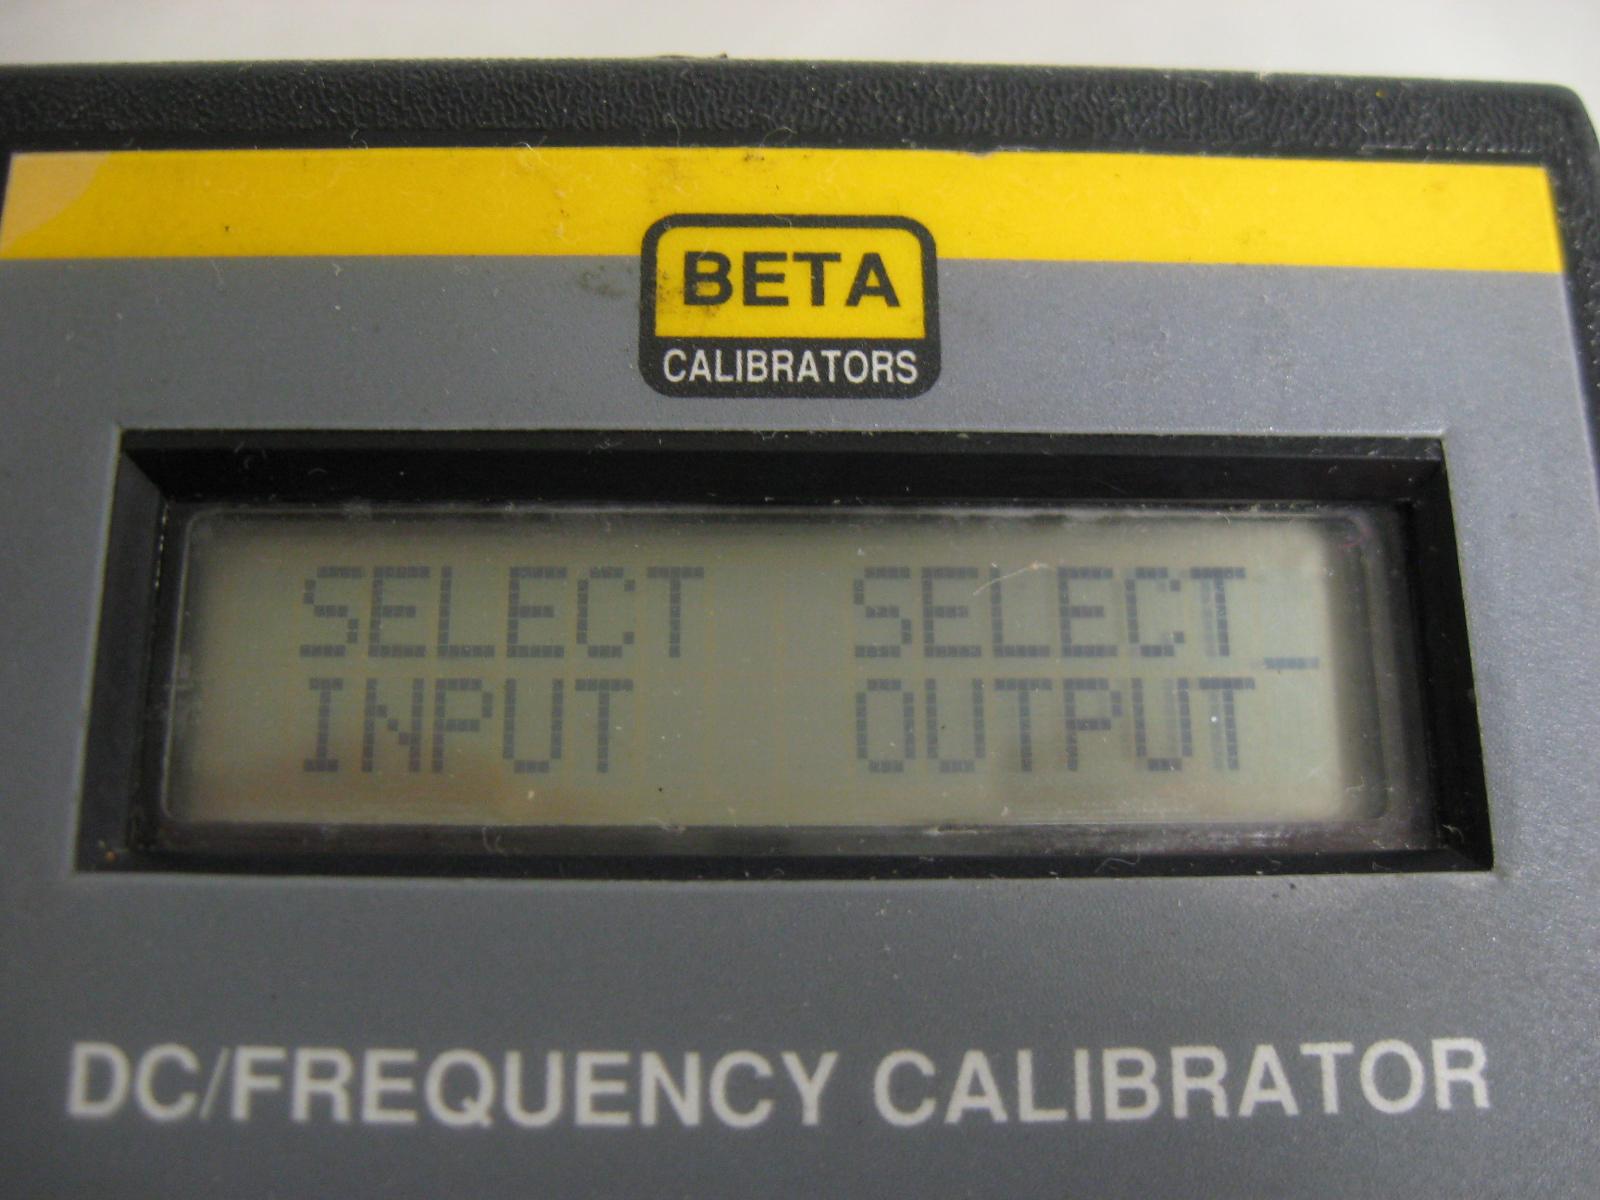 BETA
CALIBRATORS
SELECT SELECT_
INPUT OUTPUT
DC/FREQUENCY CALIBRATOR